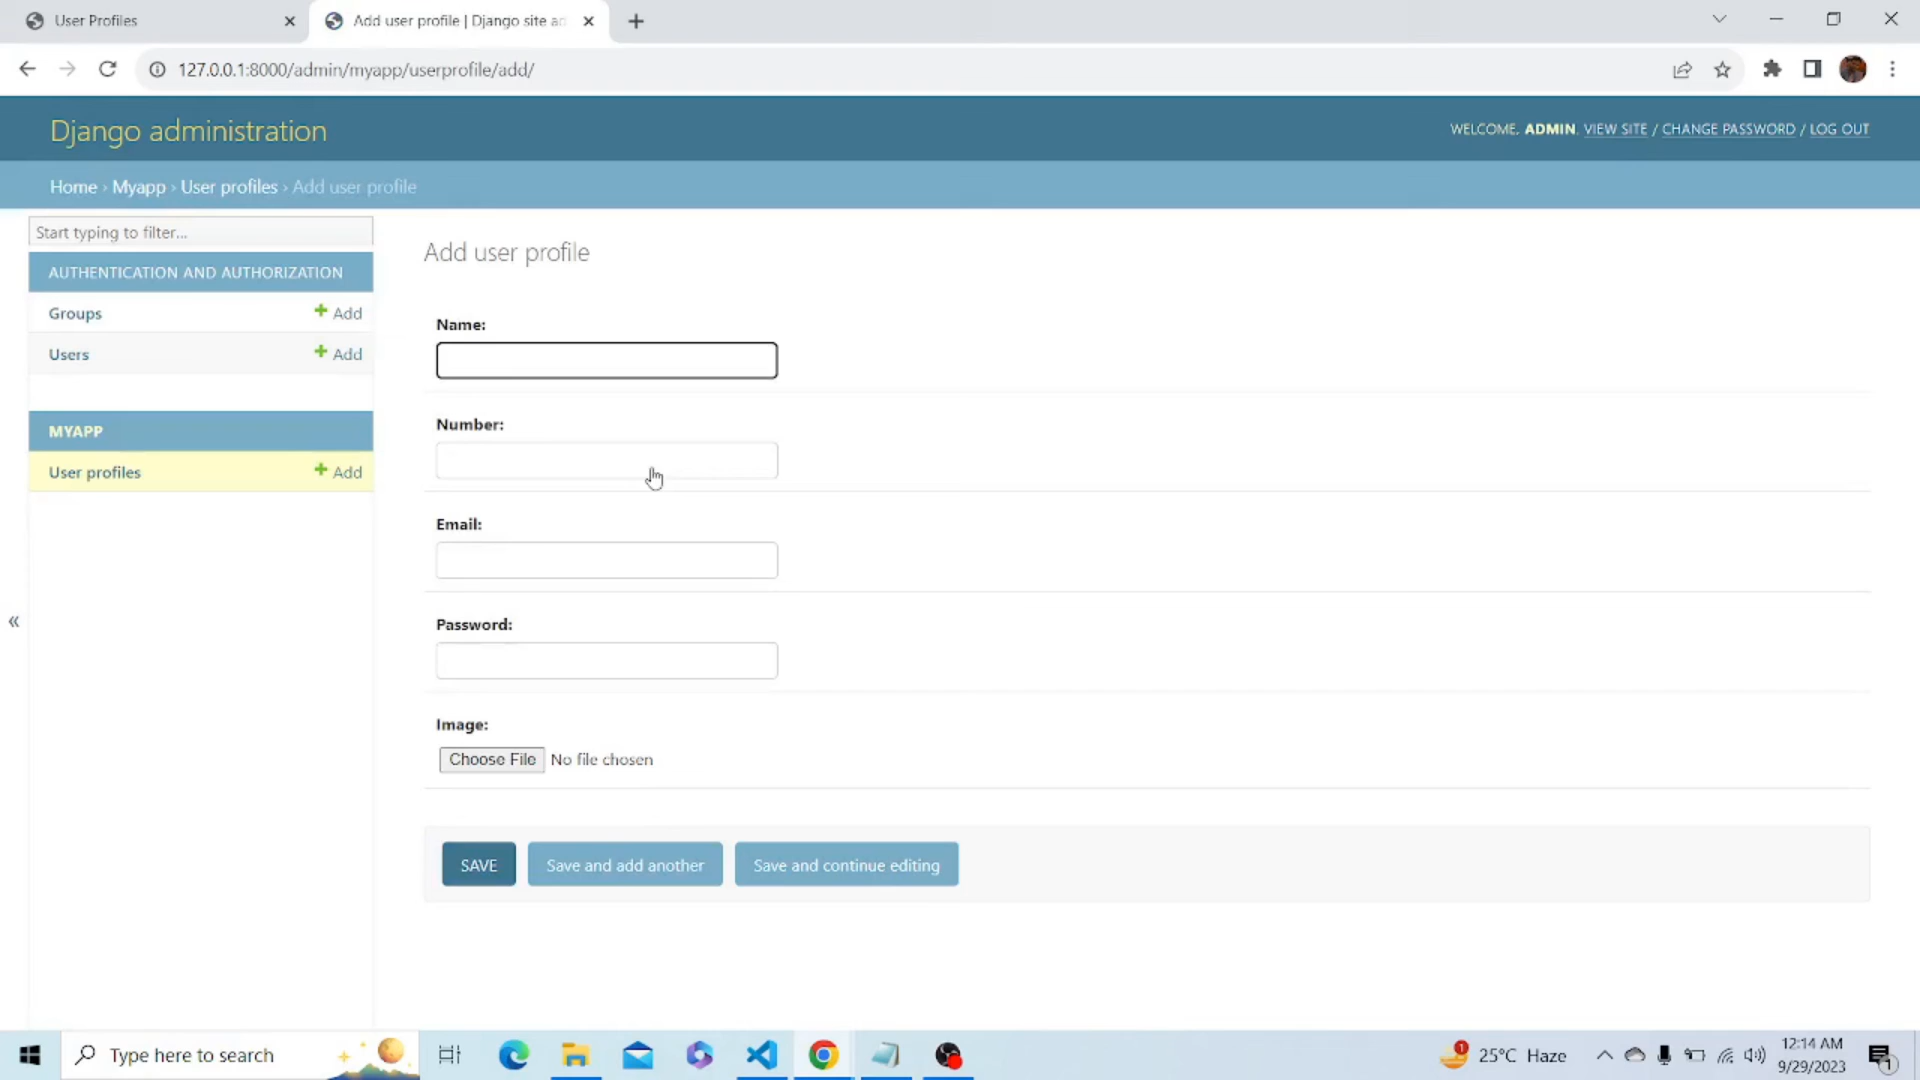 User Profiles
Add user profile | Django site ad
127.0.0.1:8000/admin/myapp/userprofile/add/
Django administration
WELCOME, ADMIN. VIEW SITE / CHANGE PASSWORD / LOG OUT
Home › Myapp › User profiles › Add user profile
Start typing to filter...
AUTHENTICATION AND AUTHORIZATION
Groups + Add
Users + Add
MYAPP
User profiles + Add
«
Add user profile
Name:
Number:
Email:
Password:
Image:
Choose File No file chosen
SAVE Save and add another Save and continue editing
Type here to search
1
25°C Haze
12:14 AM
9/29/2023
1